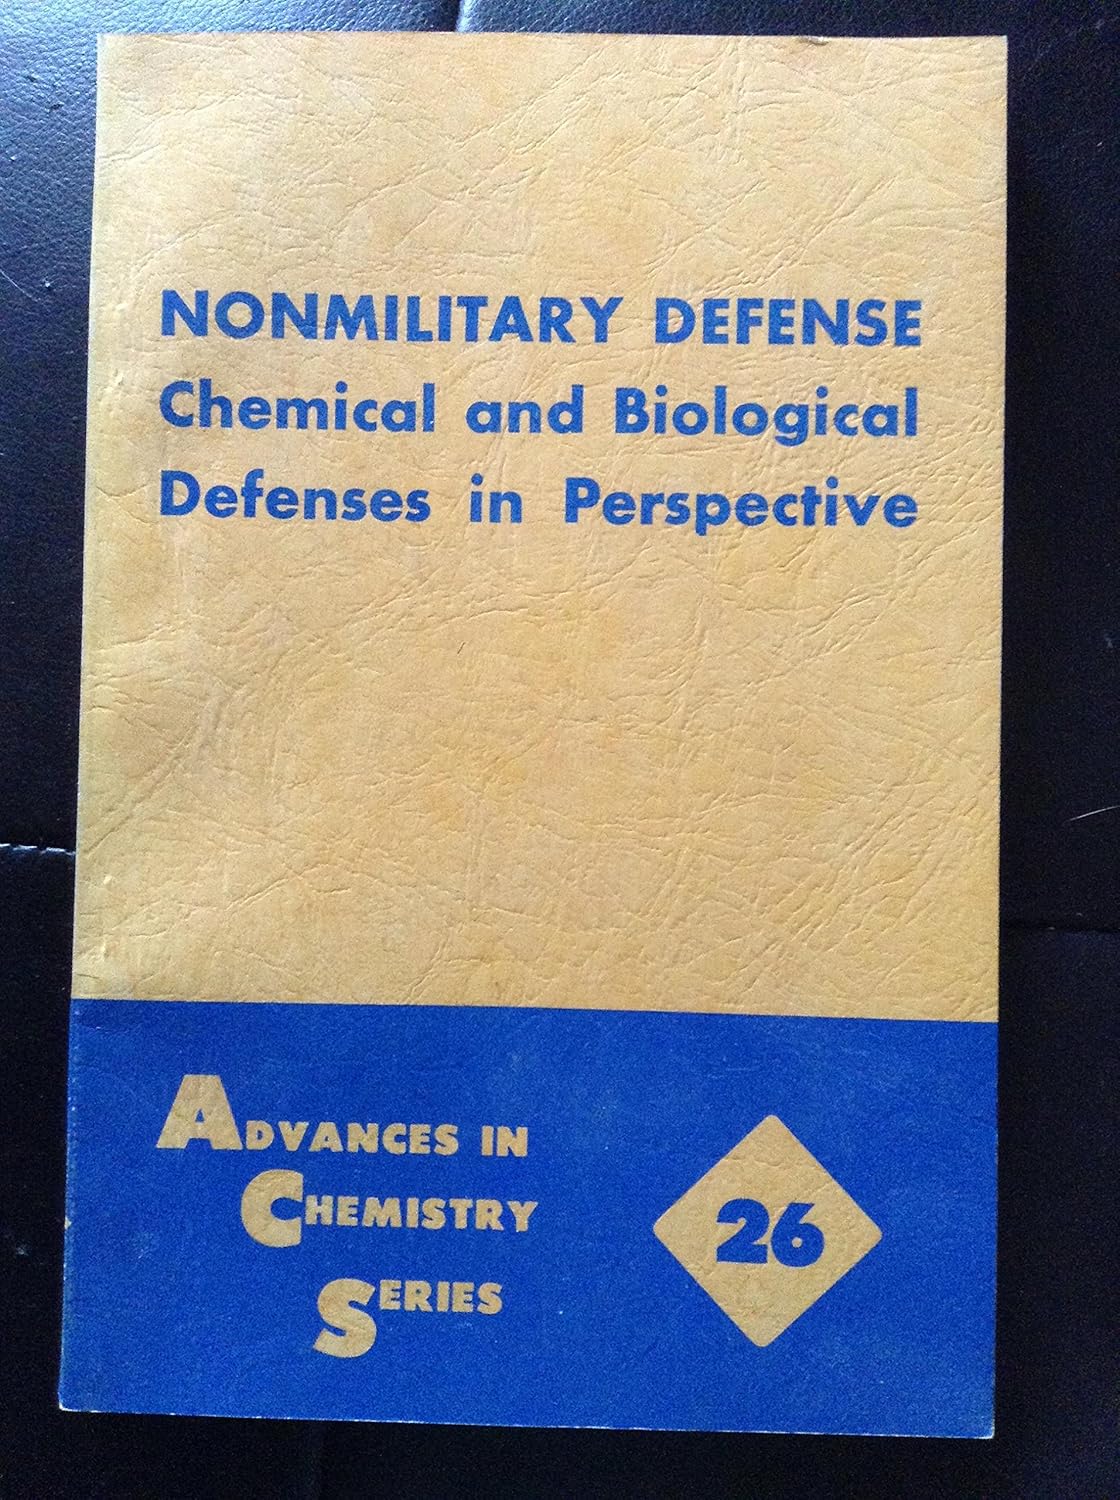 NONMILITARY DEFENSE
Chemical and Biological
Defenses in Perspective
ADVANCES IN
CHEMISTRY
SERIES
26